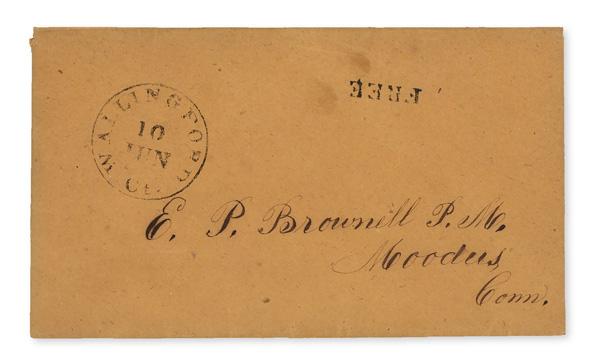 FREE
WALLINGFORD
10
JUN
Ct.
E. P. Brownell P. M.
Moodus
Conn.